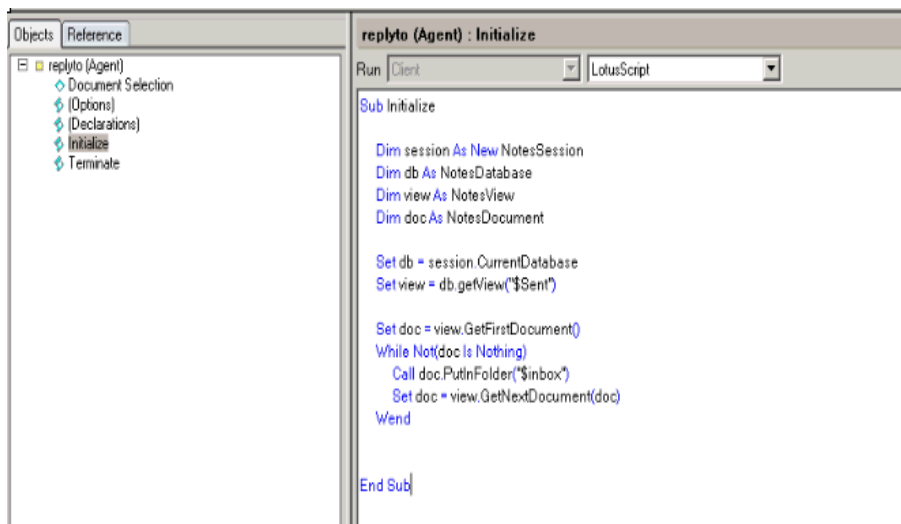 Objects Reference
replyto (Agent)
Document Selection
(Options)
(Declarations)
Initialize
Terminate
replyto (Agent) : Initialize
Run Client LotusScript
Sub Initialize
Dim session As New NotesSession
Dim db As NotesDatabase
Dim view As NotesView
Dim doc As NotesDocument
Set db = session.CurrentDatabase
Set view = db.getView("$Sent")
Set doc = view.GetFirstDocument()
While Not(doc Is Nothing)
Call doc.PutInFolder("$inbox")
Set doc = view.GetNextDocument(doc)
Wend
End Sub